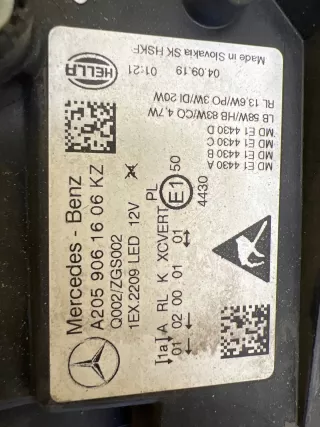 HELLA
04.09.19 01:21
Made in Slovakia SK HSKF
Mercedes - Benz
A205 906 16 06 KZ
Q002/ZGS002
1EX.2209 LED 12V
LB 58W/HB 83W/CO 4,7W
RL 13,6W/PO 3W/DI 20W
MD E1 4430 A
MD E1 4430 B
MD E1 4430 C
MD E1 4430 D
PL
E1 50
4430
1a A RL K XCVERT
01 02 00 01 01